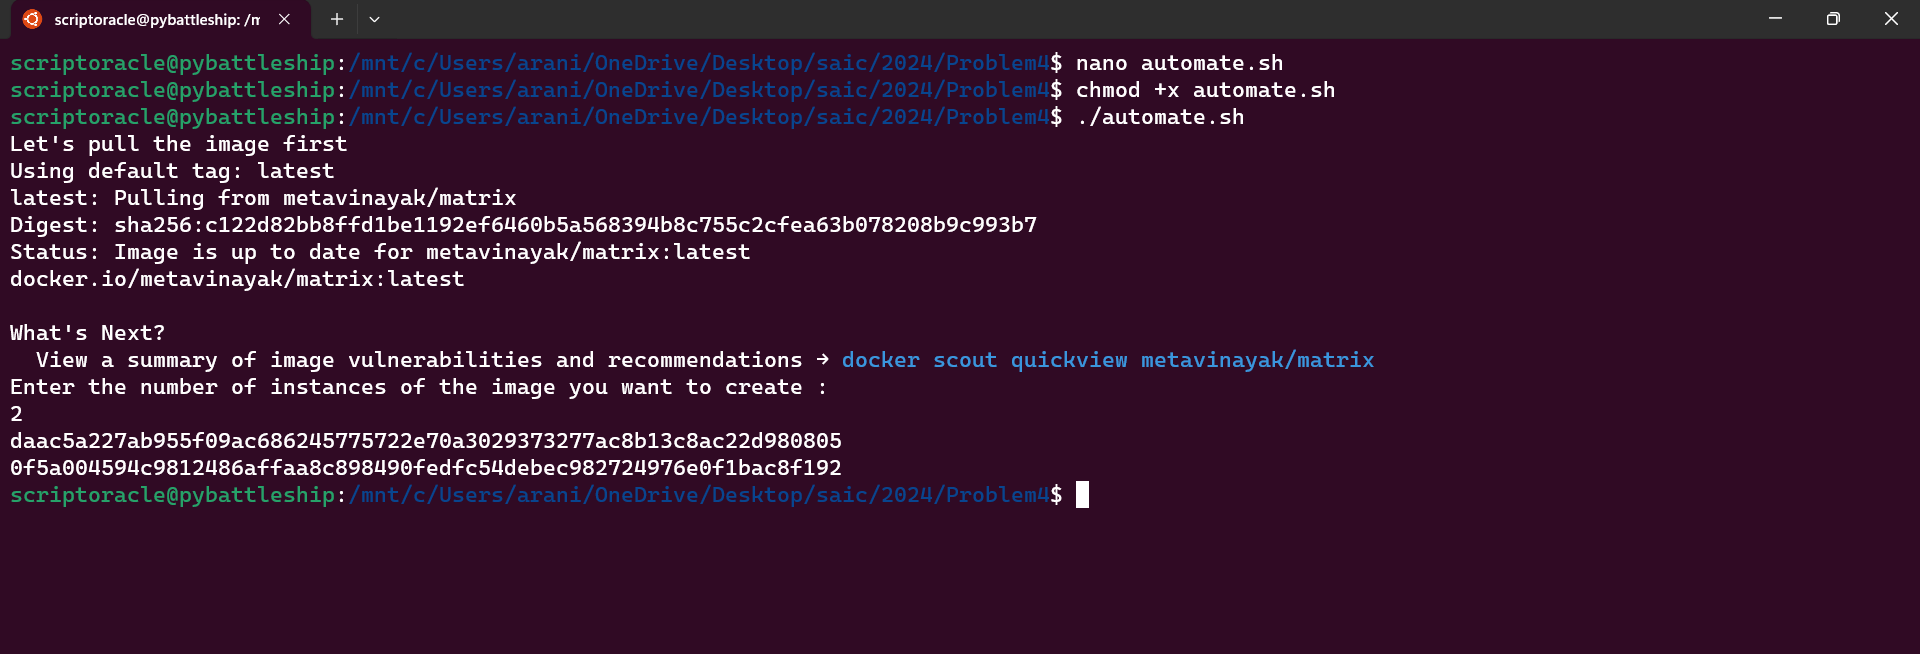 scriptoracle@pybattleship: /m
scriptoracle@pybattleship:/mnt/c/Users/arani/OneDrive/Desktop/saic/2024/Problem4$ nano automate.sh
scriptoracle@pybattleship:/mnt/c/Users/arani/OneDrive/Desktop/saic/2024/Problem4$ chmod +x automate.sh
scriptoracle@pybattleship:/mnt/c/Users/arani/OneDrive/Desktop/saic/2024/Problem4$ ./automate.sh
Let's pull the image first
Using default tag: latest
latest: Pulling from metavinayak/matrix
Digest: sha256:c122d82bb8ffd1be1192ef6460b5a568394b8c755c2cfea63b078208b9c993b7
Status: Image is up to date for metavinayak/matrix:latest
docker.io/metavinayak/matrix:latest
What's Next?
View a summary of image vulnerabilities and recommendations → docker scout quickview metavinayak/matrix
Enter the number of instances of the image you want to create :
2
daac5a227ab955f09ac686245775722e70a3029373277ac8b13c8ac22d980805
0f5a004594c9812486affaa8c898490fedfc54debec982724976e0f1bac8f192
scriptoracle@pybattleship:/mnt/c/Users/arani/OneDrive/Desktop/saic/2024/Problem4$